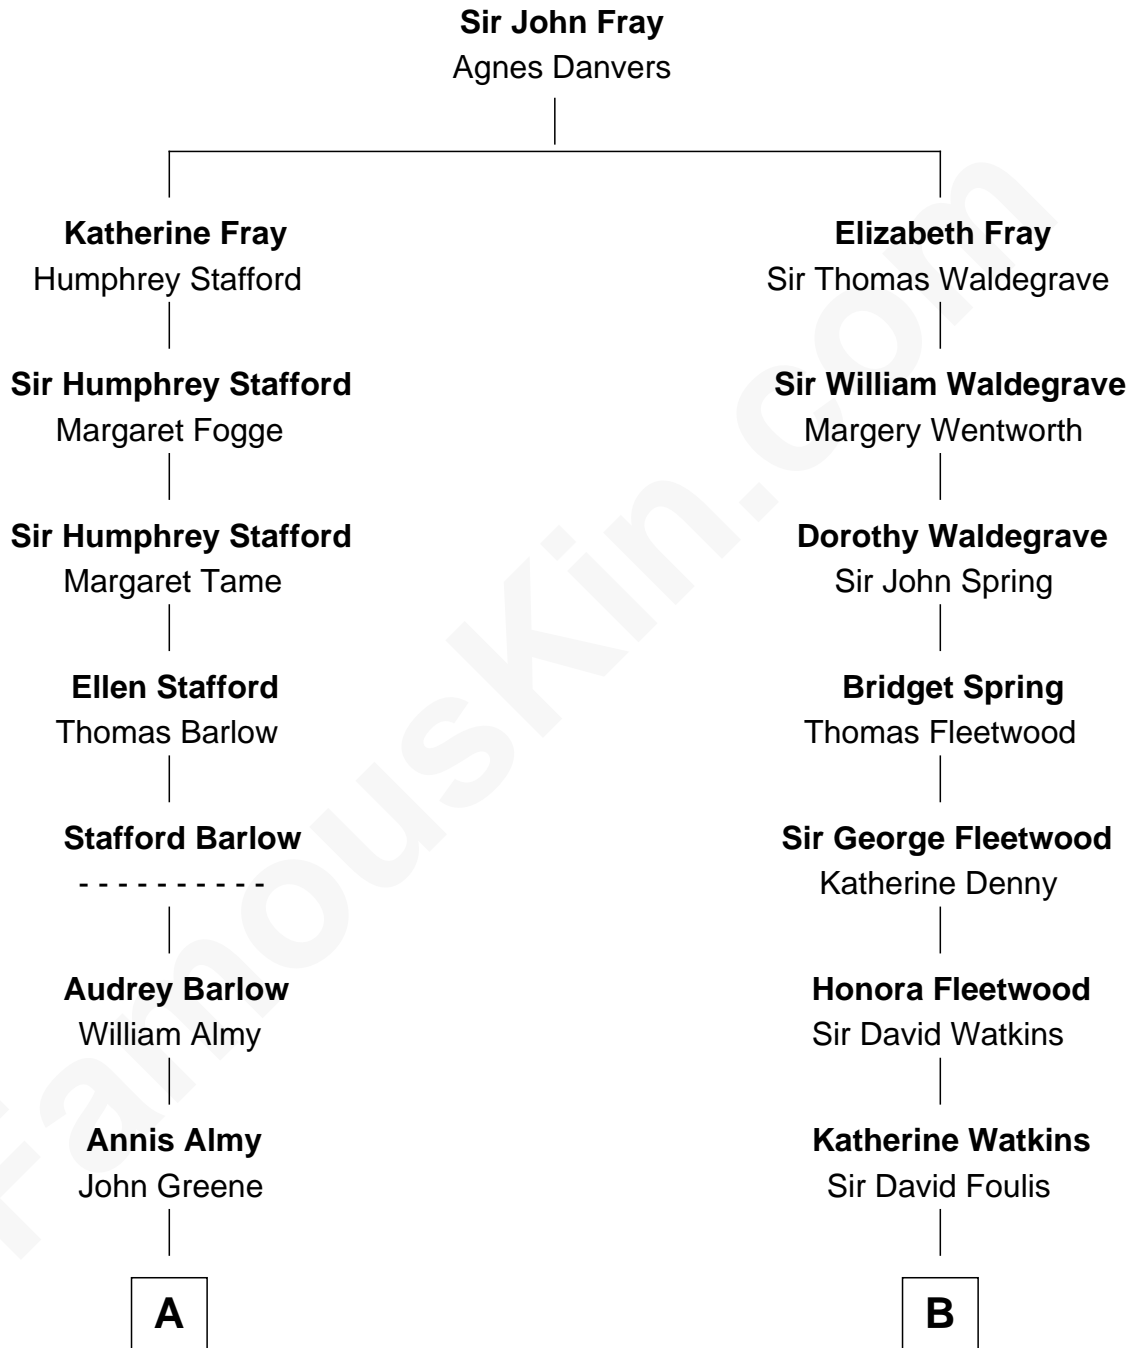 Sir John Fray
Agnes Danvers
Katherine Fray
Humphrey Stafford
Elizabeth Fray
Sir Thomas Waldegrave
Sir Humphrey Stafford
Margaret Fogge
Sir William Waldegrave
Margery Wentworth
Sir Humphrey Stafford
Margaret Tame
Dorothy Waldegrave
Sir John Spring
Ellen Stafford
Thomas Barlow
Bridget Spring
Thomas Fleetwood
Stafford Barlow
- - - - - - - - - -
Sir George Fleetwood
Katherine Denny
Audrey Barlow
William Almy
Honora Fleetwood
Sir David Watkins
Annis Almy
John Greene
Katherine Watkins
Sir David Foulis
A
B
FamousKin.com